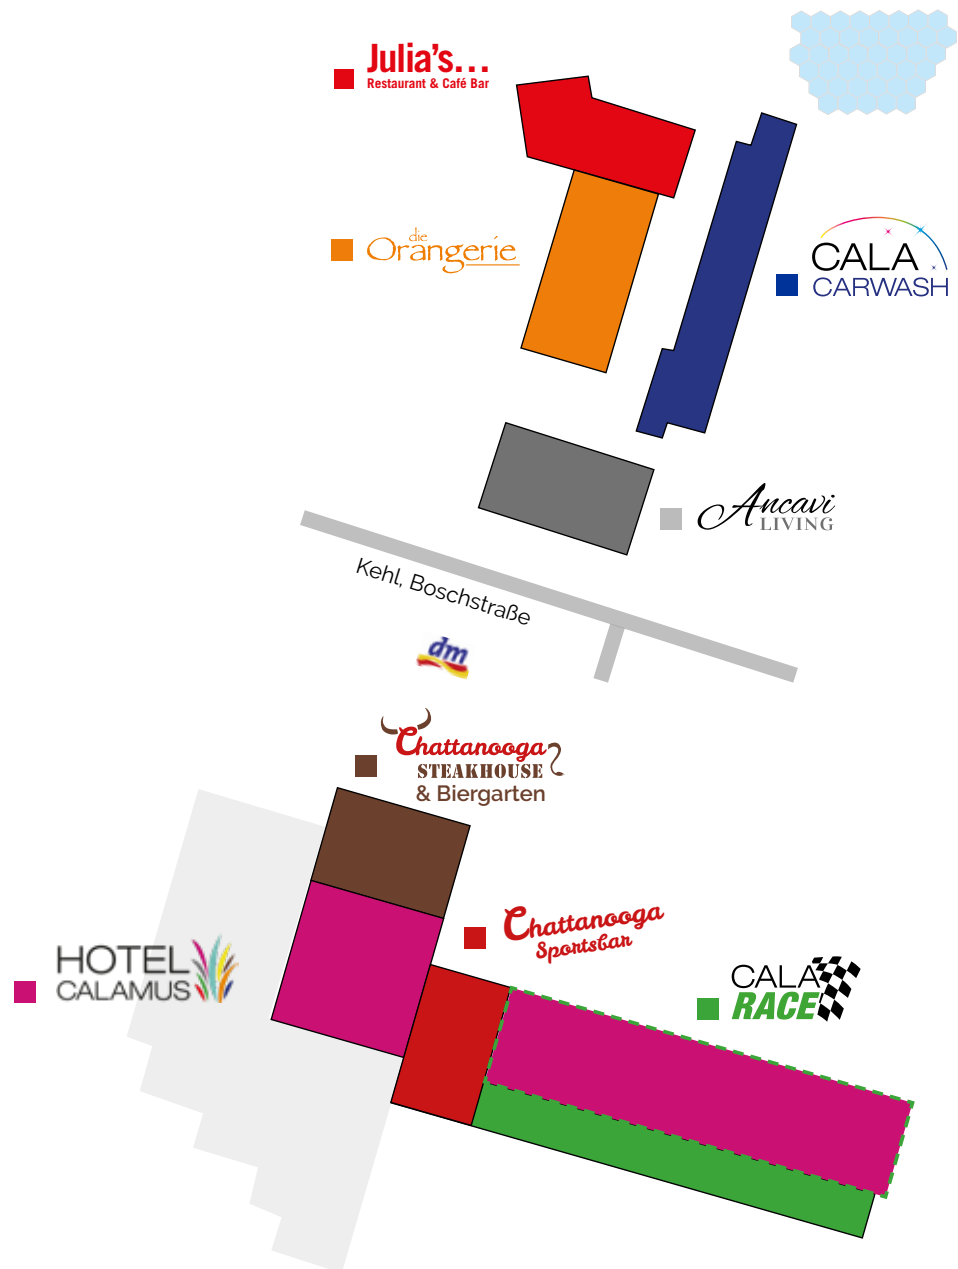 Julia's...
Restaurant & Café Bar
die
Orangerie
CALA
CARWASH
Ancavi
LIVING
Kehl, Boschstraße
dm
Chattanooga
STEAKHOUSE
& Biergarten
Chattanooga
Sportsbar
HOTEL
CALAMUS
CALA
RACE